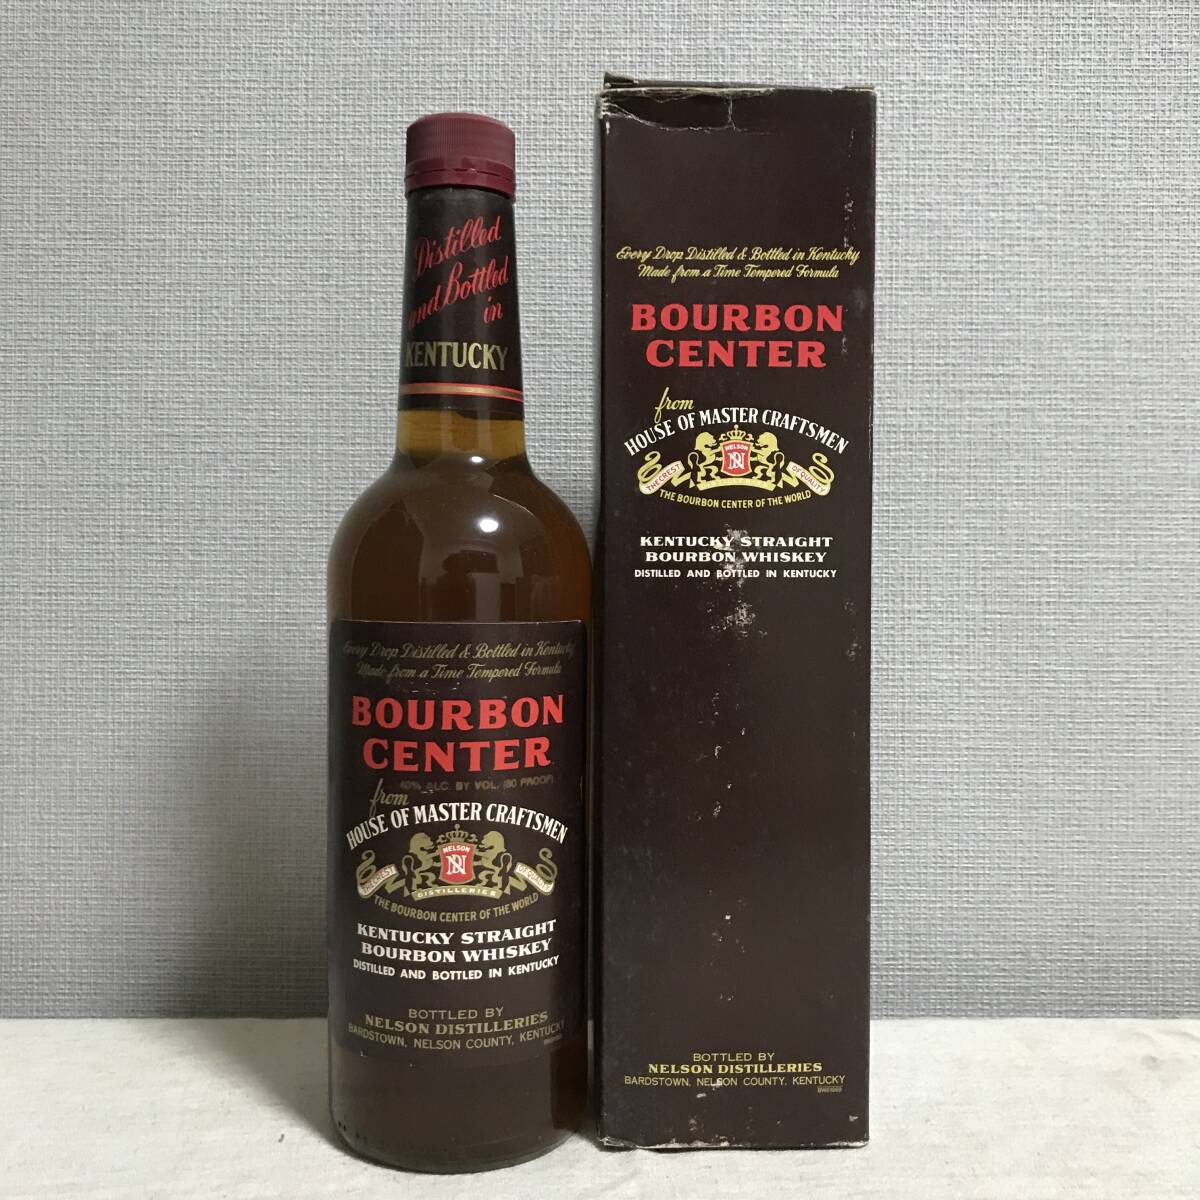 Distilled
and Bottled
in
KENTUCKY
Every Drop Distilled & Bottled in Kentucky
Made from a Time Tempered Formula
BOURBON
CENTER
40% ALC. BY VOL. (80 PROOF)
from
HOUSE OF MASTER CRAFTSMEN
NELSON
ND
THE CREST OF QUALITY
DISTILLERIES
THE BOURBON CENTER OF THE WORLD
KENTUCKY STRAIGHT
BOURBON WHISKEY
DISTILLED AND BOTTLED IN KENTUCKY
BOTTLED BY
NELSON DISTILLERIES
BARDSTOWN, NELSON COUNTY, KENTUCKY
Every Drop Distilled & Bottled in Kentucky
Made from a Time Tempered Formula
BOURBON
CENTER
from
HOUSE OF MASTER CRAFTSMEN
NELSON
ND
THE CREST OF QUALITY
THE BOURBON CENTER OF THE WORLD
KENTUCKY STRAIGHT
BOURBON WHISKEY
DISTILLED AND BOTTLED IN KENTUCKY
BOTTLED BY
NELSON DISTILLERIES
BARDSTOWN, NELSON COUNTY, KENTUCKY